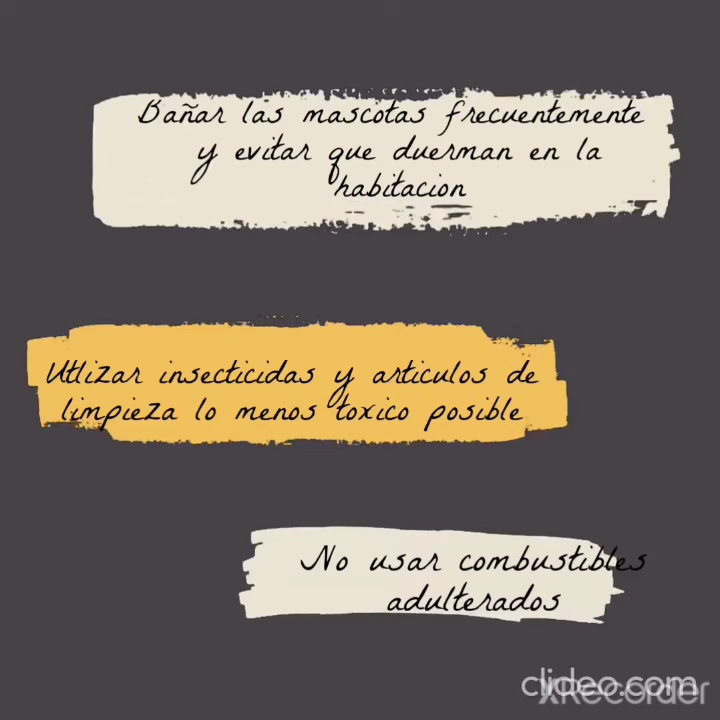 Bañar las mascotas frecuentemente
y evitar que duerman en la
habitacion
Utlizar insecticidas y articulos de
limpieza lo menos toxico posible
No usar combustibles
adulterados
clideo.com
XRecorder